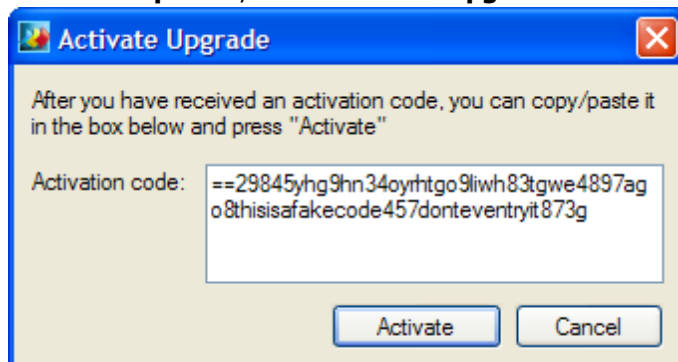 Activate Upgrade
After you have received an activation code, you can copy/paste it
in the box below and press "Activate"
Activation code:
==29845yhg9hn34oyrhtgo9liwh83tgwe4897ag
o8thisisafakecode457donteventryit873g
Activate
Cancel